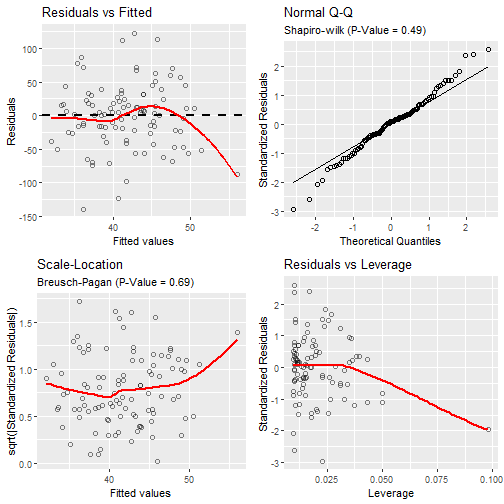 Residuals vs Fitted
Residuals
100
50
0
-50
-100
-150
40
50
Fitted values
Normal Q-Q
Shapiro-wilk (P-Value = 0.49)
Standardized Residuals
2
1
0
-1
-2
-3
-2
-1
0
1
2
Theoretical Quantiles
Scale-Location
Breusch-Pagan (P-Value = 0.69)
sqrt(|Standardized Residuals|)
1.5
1.0
0.5
0.0
40
50
Fitted values
Residuals vs Leverage
Standardized Residuals
2
1
0
-1
-2
-3
0.025
0.050
0.075
0.100
Leverage